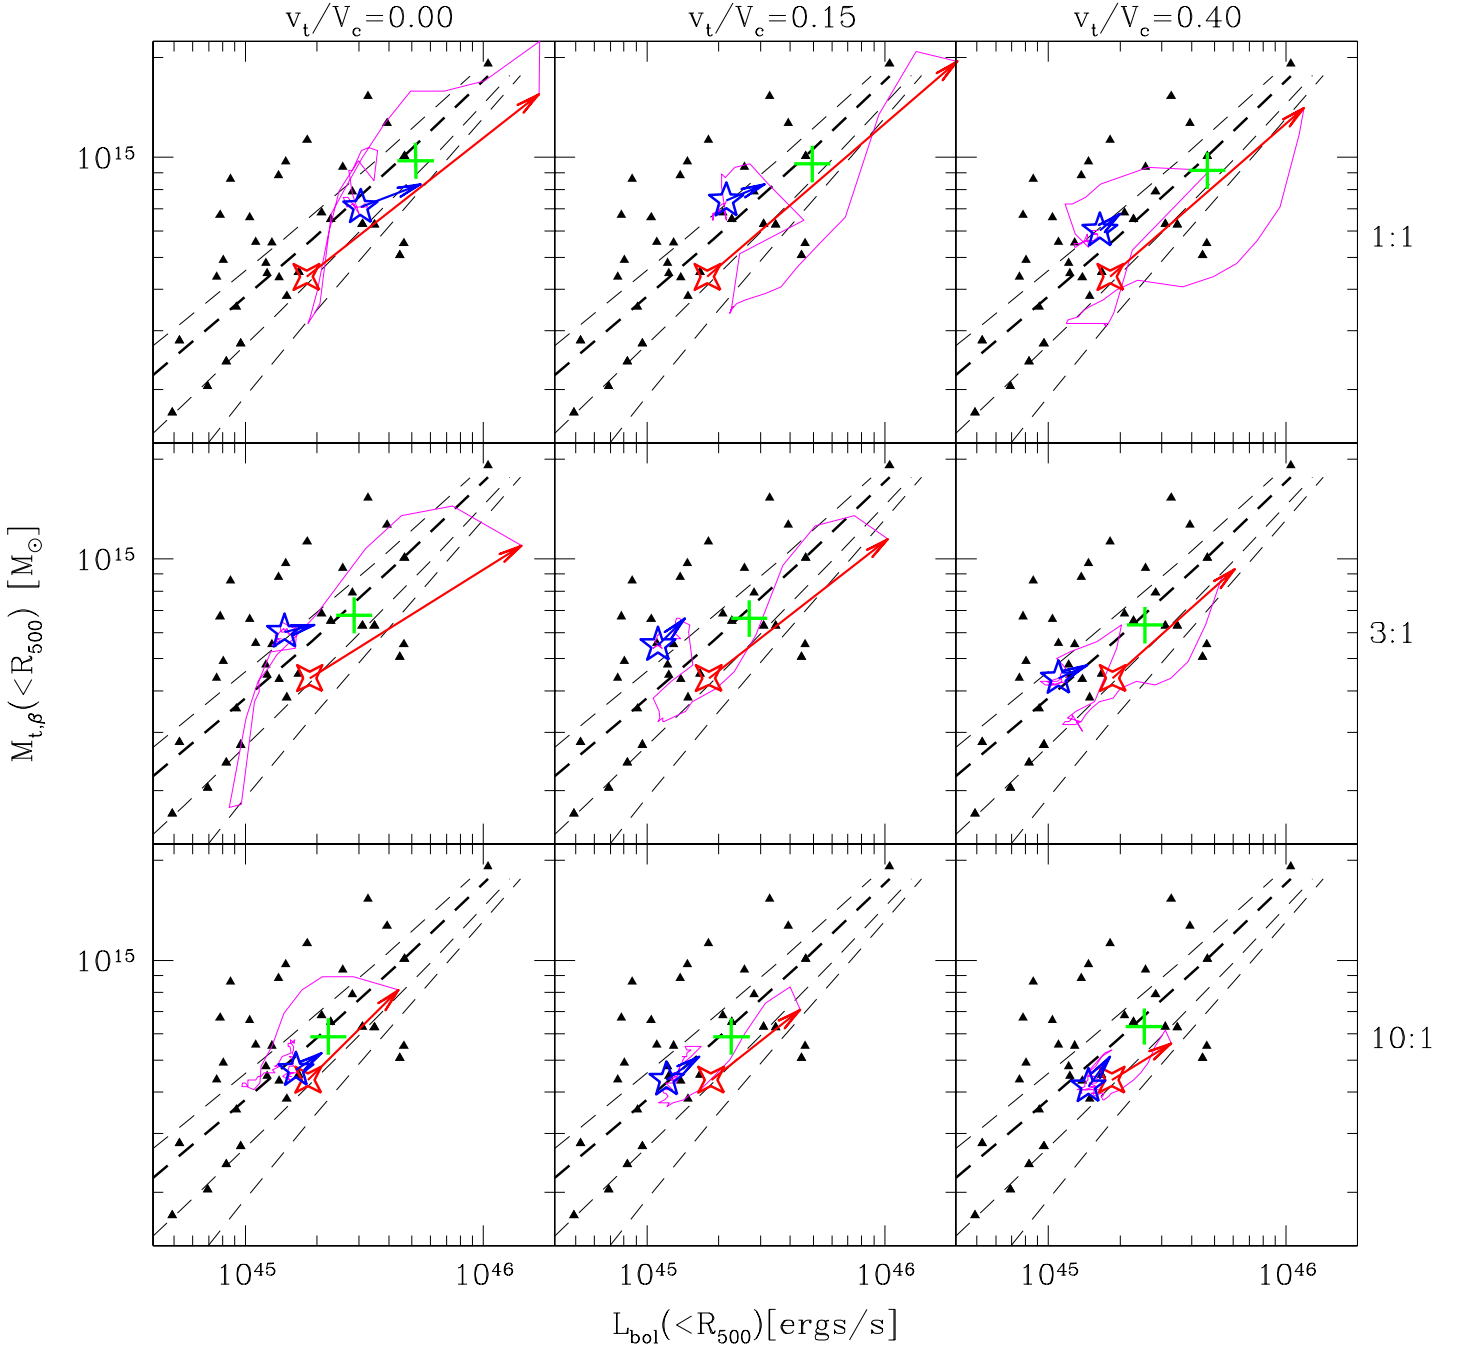 v_t/V_c=0.00 v_t/V_c=0.15 v_t/V_c=0.40
10^15 1:1
10^15 3:1
10^15 10:1
M_t,β(<R_500) [M_⊙]
10^45 10^46 10^45 10^46 10^45 10^46
L_bol(<R_500)[ergs/s]